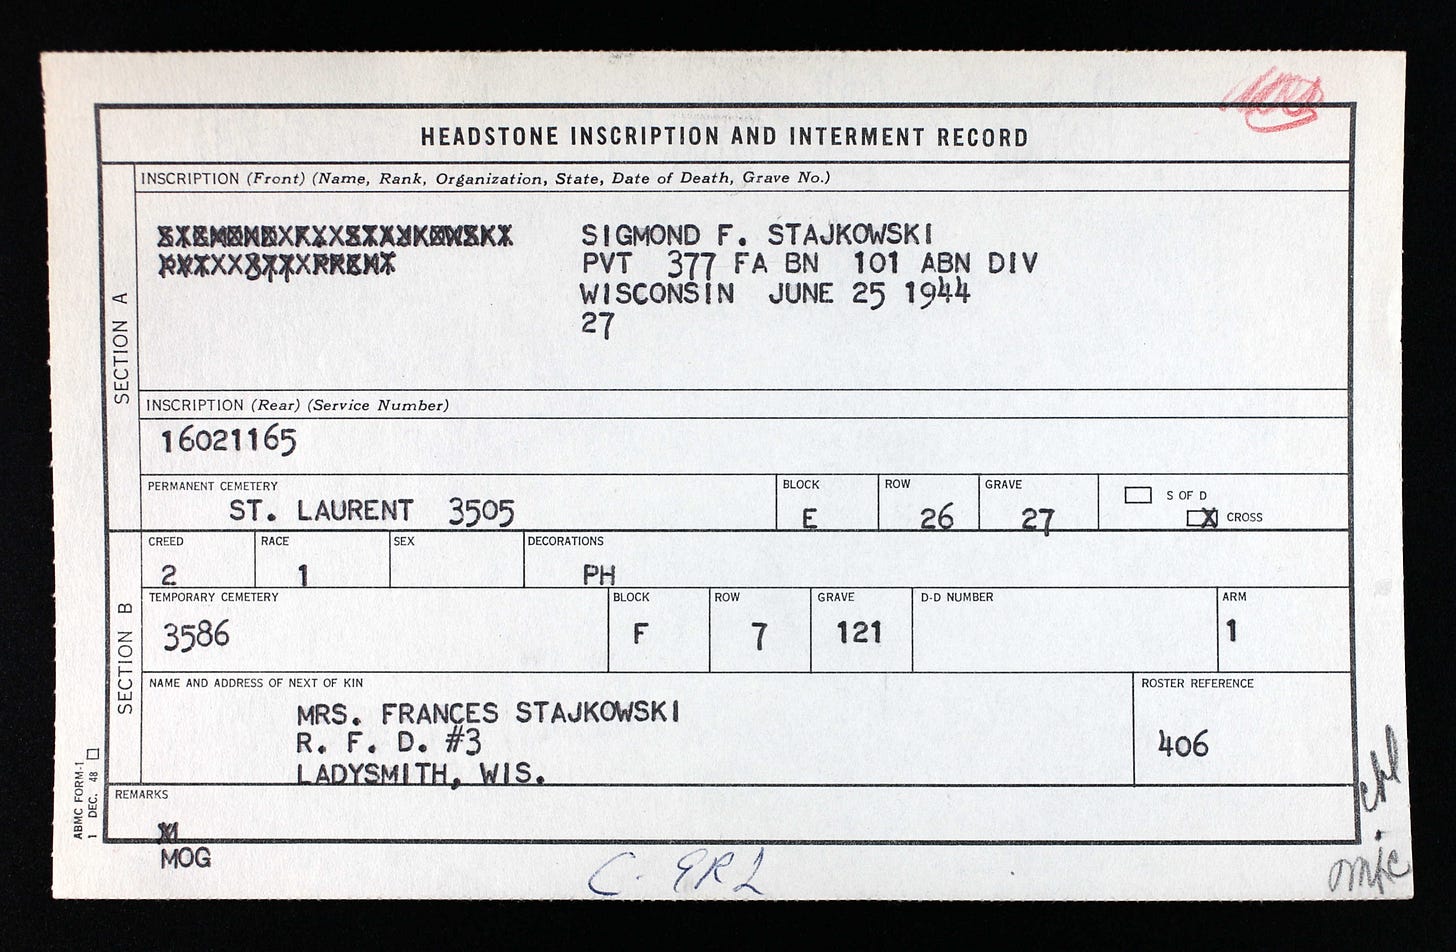 HEADSTONE INSCRIPTION AND INTERMENT RECORD
SECTION A
INSCRIPTION (Front) (Name, Rank, Organization, State, Date of Death, Grave No.)
SIGMOND F. STAJKOWSKI
PVT 377 FA BN 101 ABN DIV
WISCONSIN JUNE 25 1944
27
INSCRIPTION (Rear) (Service Number)
16021165
PERMANENT CEMETERY BLOCK ROW GRAVE S OF D
ST. LAURENT 3505 E 26 27 X CROSS
SECTION B
CREED RACE SEX DECORATIONS
2 1 PH
TEMPORARY CEMETERY BLOCK ROW GRAVE D-D NUMBER ARM
3586 F 7 121 1
NAME AND ADDRESS OF NEXT OF KIN ROSTER REFERENCE
MRS. FRANCES STAJKOWSKI
R. F. D. #3 406
LADYSMITH, WIS.
REMARKS
MOG
ABMC FORM-1
1 DEC. 48